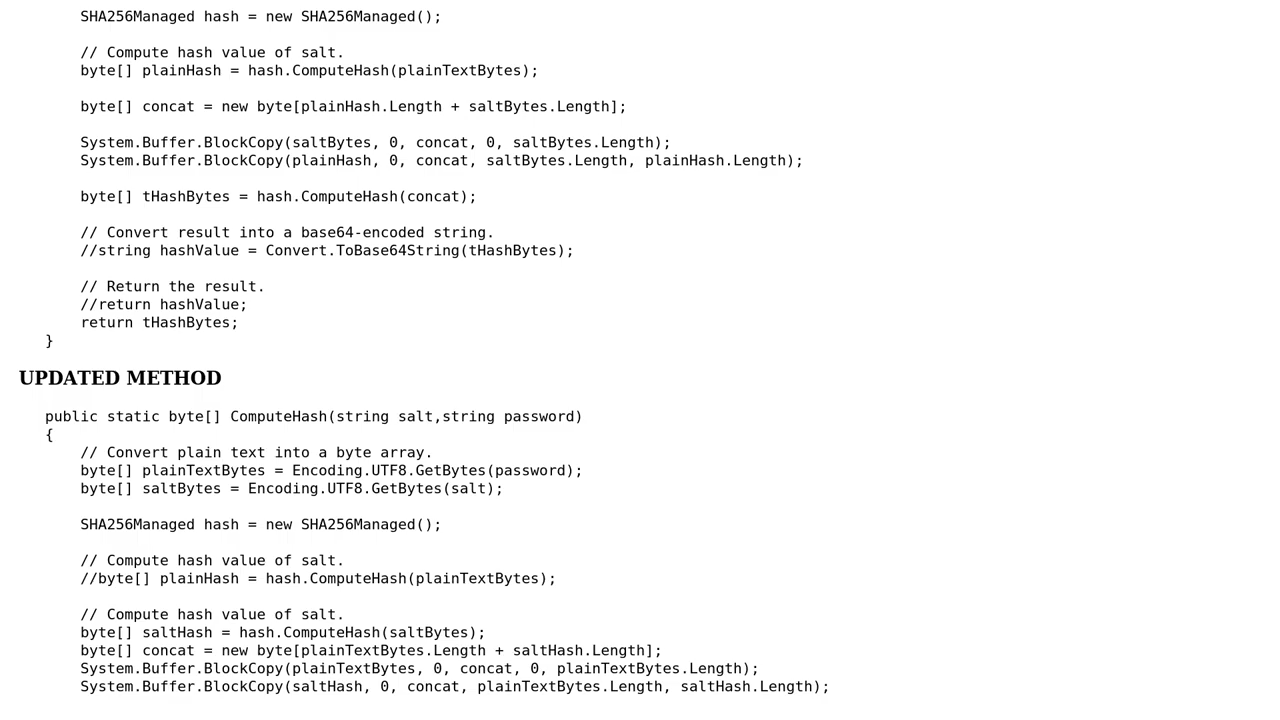 SHA256Managed hash = new SHA256Managed();
// Compute hash value of salt.
byte[] plainHash = hash.ComputeHash(plainTextBytes);
byte[] concat = new byte[plainHash.Length + saltBytes.Length];
System.Buffer.BlockCopy(saltBytes, 0, concat, 0, saltBytes.Length);
System.Buffer.BlockCopy(plainHash, 0, concat, saltBytes.Length, plainHash.Length);
byte[] tHashBytes = hash.ComputeHash(concat);
// Convert result into a base64-encoded string.
//string hashValue = Convert.ToBase64String(tHashBytes);
// Return the result.
//return hashValue;
return tHashBytes;
}
UPDATED METHOD
public static byte[] ComputeHash(string salt,string password)
{
// Convert plain text into a byte array.
byte[] plainTextBytes = Encoding.UTF8.GetBytes(password);
byte[] saltBytes = Encoding.UTF8.GetBytes(salt);
SHA256Managed hash = new SHA256Managed();
// Compute hash value of salt.
//byte[] plainHash = hash.ComputeHash(plainTextBytes);
// Compute hash value of salt.
byte[] saltHash = hash.ComputeHash(saltBytes);
byte[] concat = new byte[plainTextBytes.Length + saltHash.Length];
System.Buffer.BlockCopy(plainTextBytes, 0, concat, 0, plainTextBytes.Length);
System.Buffer.BlockCopy(saltHash, 0, concat, plainTextBytes.Length, saltHash.Length);